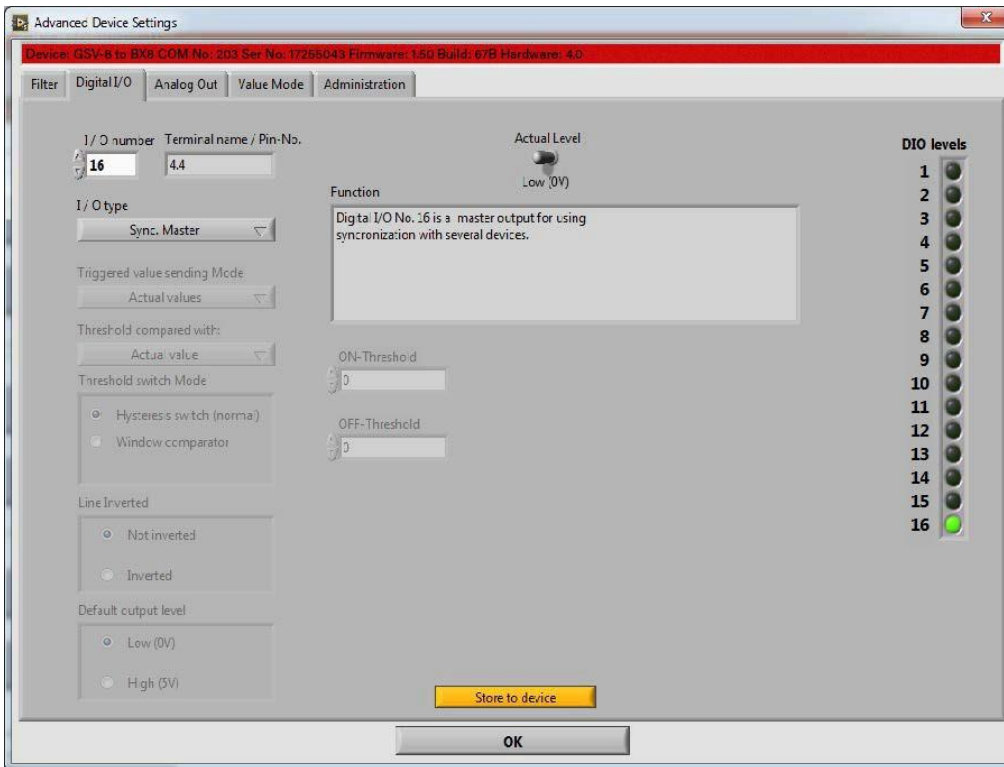 Advanced Device Settings
Device: GSV-8 to BX8 COM No: 203 Ser No: 17255043 Firmware: 1.50 Build: 67B Hardware: 4.0
Filter Digital I/O Analog Out Value Mode Administration
I/O number Terminal name / Pin-No.
16 4.4
I/O type
Sync. Master
Triggered value sending Mode
Actual values
Threshold compared with:
Actual value
Threshold switch Mode
Hysteresis switch (normal)
Window comparator
Line Inverted
Not inverted
Inverted
Default output level
Low (0V)
High (5V)
Actual Level
Low (0V)
Function
Digital I/O No. 16 is a master output for using
syncronization with several devices.
ON-Threshold
0
OFF-Threshold
0
DIO levels
1
2
3
4
5
6
7
8
9
10
11
12
13
14
15
16
Store to device
OK